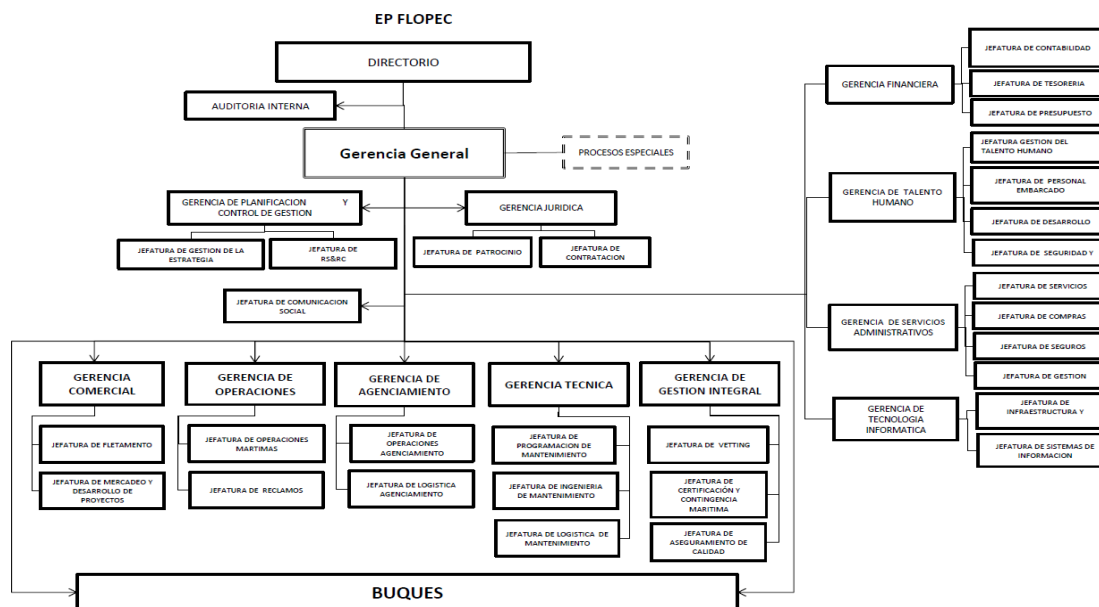 EP FLOPEC
DIRECTORIO
AUDITORIA INTERNA
Gerencia General
PROCESOS ESPECIALES
GERENCIA DE PLANIFICACION Y
CONTROL DE GESTION
GERENCIA JURIDICA
JEFATURA DE GESTION DE LA
ESTRATEGIA
JEFATURA DE
RS&RC
JEFATURA DE PATROCINIO
JEFATURA DE
CONTRATACION
JEFATURA DE COMUNICACION
SOCIAL
GERENCIA
COMERCIAL
JEFATURA DE FLETAMENTO
JEFATURA DE MERCADEO Y
DESARROLLO DE
PROYECTOS
GERENCIA DE
OPERACIONES
JEFATURA DE OPERACIONES
MARTIMAS
JEFATURA DE RECLAMOS
GERENCIA DE
AGENCIAMIENTO
JEFATURA DE
OPERACIONES
AGENCIAMIENTO
JEFATURA DE LOGISTICA
AGENCIAMIENTO
GERENCIA TECNICA
JEFATURA DE
PROGRAMACION DE
MANTENIMIENTO
JEFATURA DE INGENIERIA
DE MANTENIMIENTO
JEFATURA DE LOGISTICA DE
MANTENIMIENTO
GERENCIA DE
GESTION INTEGRAL
JEFATURA DE VETTING
JEFATURA DE
CERTIFICACIÓN Y
CONTINGENCIA
MARITIMA
JEFATURA DE
ASEGURAMIENTO DE
CALIDAD
BUQUES
GERENCIA FINANCIERA
JEFATURA DE CONTABILIDAD
JEFATURA DE TESORERIA
JEFATURA DE PRESUPUESTO
GERENCIA DE TALENTO
HUMANO
JEFATURA GESTION DEL
TALENTO HUMANO
JEFATURA DE PERSONAL
EMBARCADO
JEFATURA DE DESARROLLO
JEFATURA DE SEGURIDAD Y
GERENCIA DE SERVICIOS
ADMINISTRATIVOS
JEFATURA DE SERVICIOS
JEFATURA DE COMPRAS
JEFATURA DE SEGUROS
JEFATURA DE GESTION
GERENCIA DE
TECNOLOGIA
INFORMATICA
JEFATURA DE
INFRAESTRUCTURA Y
JEFATURA DE SISTEMAS DE
INFORMACION